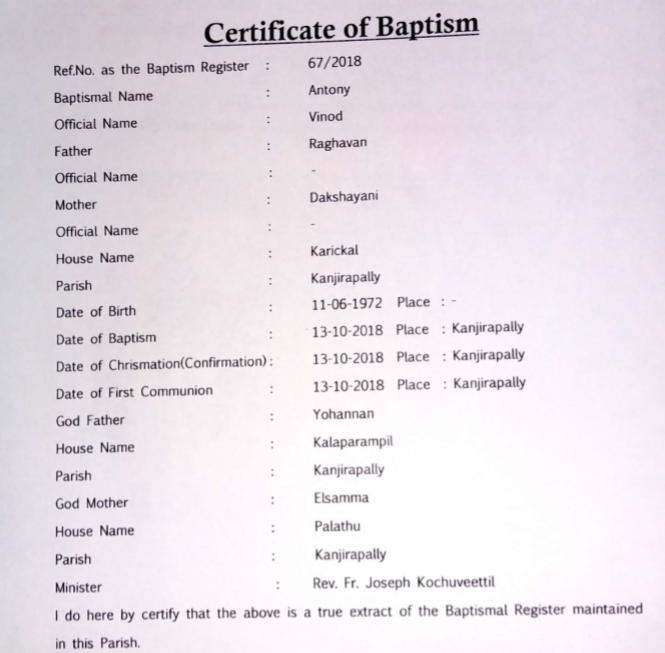 Certificate of Baptism
Ref.No. as the Baptism Register : 67/2018
Baptismal Name : Antony
Official Name : Vinod
Father : Raghavan
Official Name : -
Mother : Dakshayani
Official Name : -
House Name : Karickal
Parish : Kanjirapally
Date of Birth : 11-06-1972 Place : -
Date of Baptism : 13-10-2018 Place : Kanjirapally
Date of Chrismation(Confirmation) : 13-10-2018 Place : Kanjirapally
Date of First Communion : 13-10-2018 Place : Kanjirapally
God Father : Yohannan
House Name : Kalaparampil
Parish : Kanjirapally
God Mother : Elsamma
House Name : Palathu
Parish : Kanjirapally
Minister : Rev. Fr. Joseph Kochuveettil
I do here by certify that the above is a true extract of the Baptismal Register maintained
in this Parish.